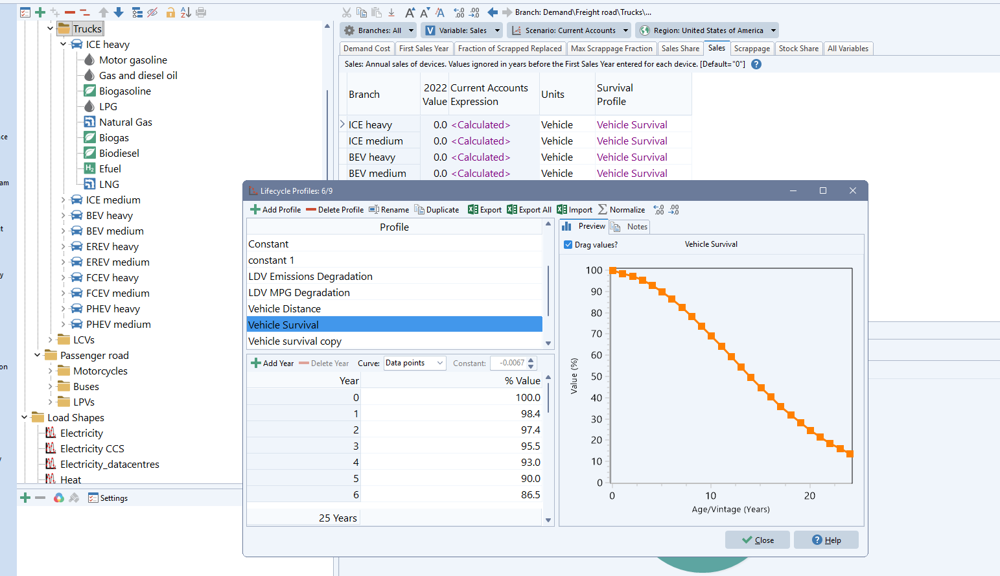 Branch: Demand\Freight road\Trucks\...
Trucks
ICE heavy
Motor gasoline
Gas and diesel oil
Biogasoline
LPG
Natural Gas
Biogas
Biodiesel
H₂ Efuel
LNG
ICE medium
BEV heavy
BEV medium
EREV heavy
EREV medium
FCEV heavy
FCEV medium
PHEV heavy
PHEV medium
LCVs
Passenger road
Motorcycles
Buses
LPVs
Load Shapes
Electricity
Electricity CCS
Electricity_datacentres
Heat
Settings
Branches: All V Variable: Sales Scenario: Current Accounts Region: United States of America
Demand Cost First Sales Year Fraction of Scrapped Replaced Max Scrappage Fraction Sales Share Sales Scrappage Stock Share All Variables
Sales: Annual sales of devices. Values ignored in years before the First Sales Year entered for each device. [Default="0"] ?
Branch 2022 Value Current Accounts Expression Units Survival Profile
ICE heavy 0.0 <Calculated> Vehicle Vehicle Survival
ICE medium 0.0 <Calculated> Vehicle Vehicle Survival
BEV heavy 0.0 <Calculated> Vehicle Vehicle Survival
BEV medium 0.0 <Calculated> Vehicle Vehicle Survival
Lifecycle Profiles: 6/9
Add Profile Delete Profile Rename Duplicate Export Export All Import Normalize
Profile
Constant
constant 1
LDV Emissions Degradation
LDV MPG Degradation
Vehicle Distance
Vehicle Survival
Vehicle survival copy
Add Year Delete Year Curve: Data points Constant: -0.0067
Year % Value
0 100.0
1 98.4
2 97.4
3 95.5
4 93.0
5 90.0
6 86.5
25 Years
Preview Notes
Drag values? Vehicle Survival
100
90
80
70
60
50
40
30
20
10
0
Value (%)
0 10 20
Age/Vintage (Years)
Close ? Help